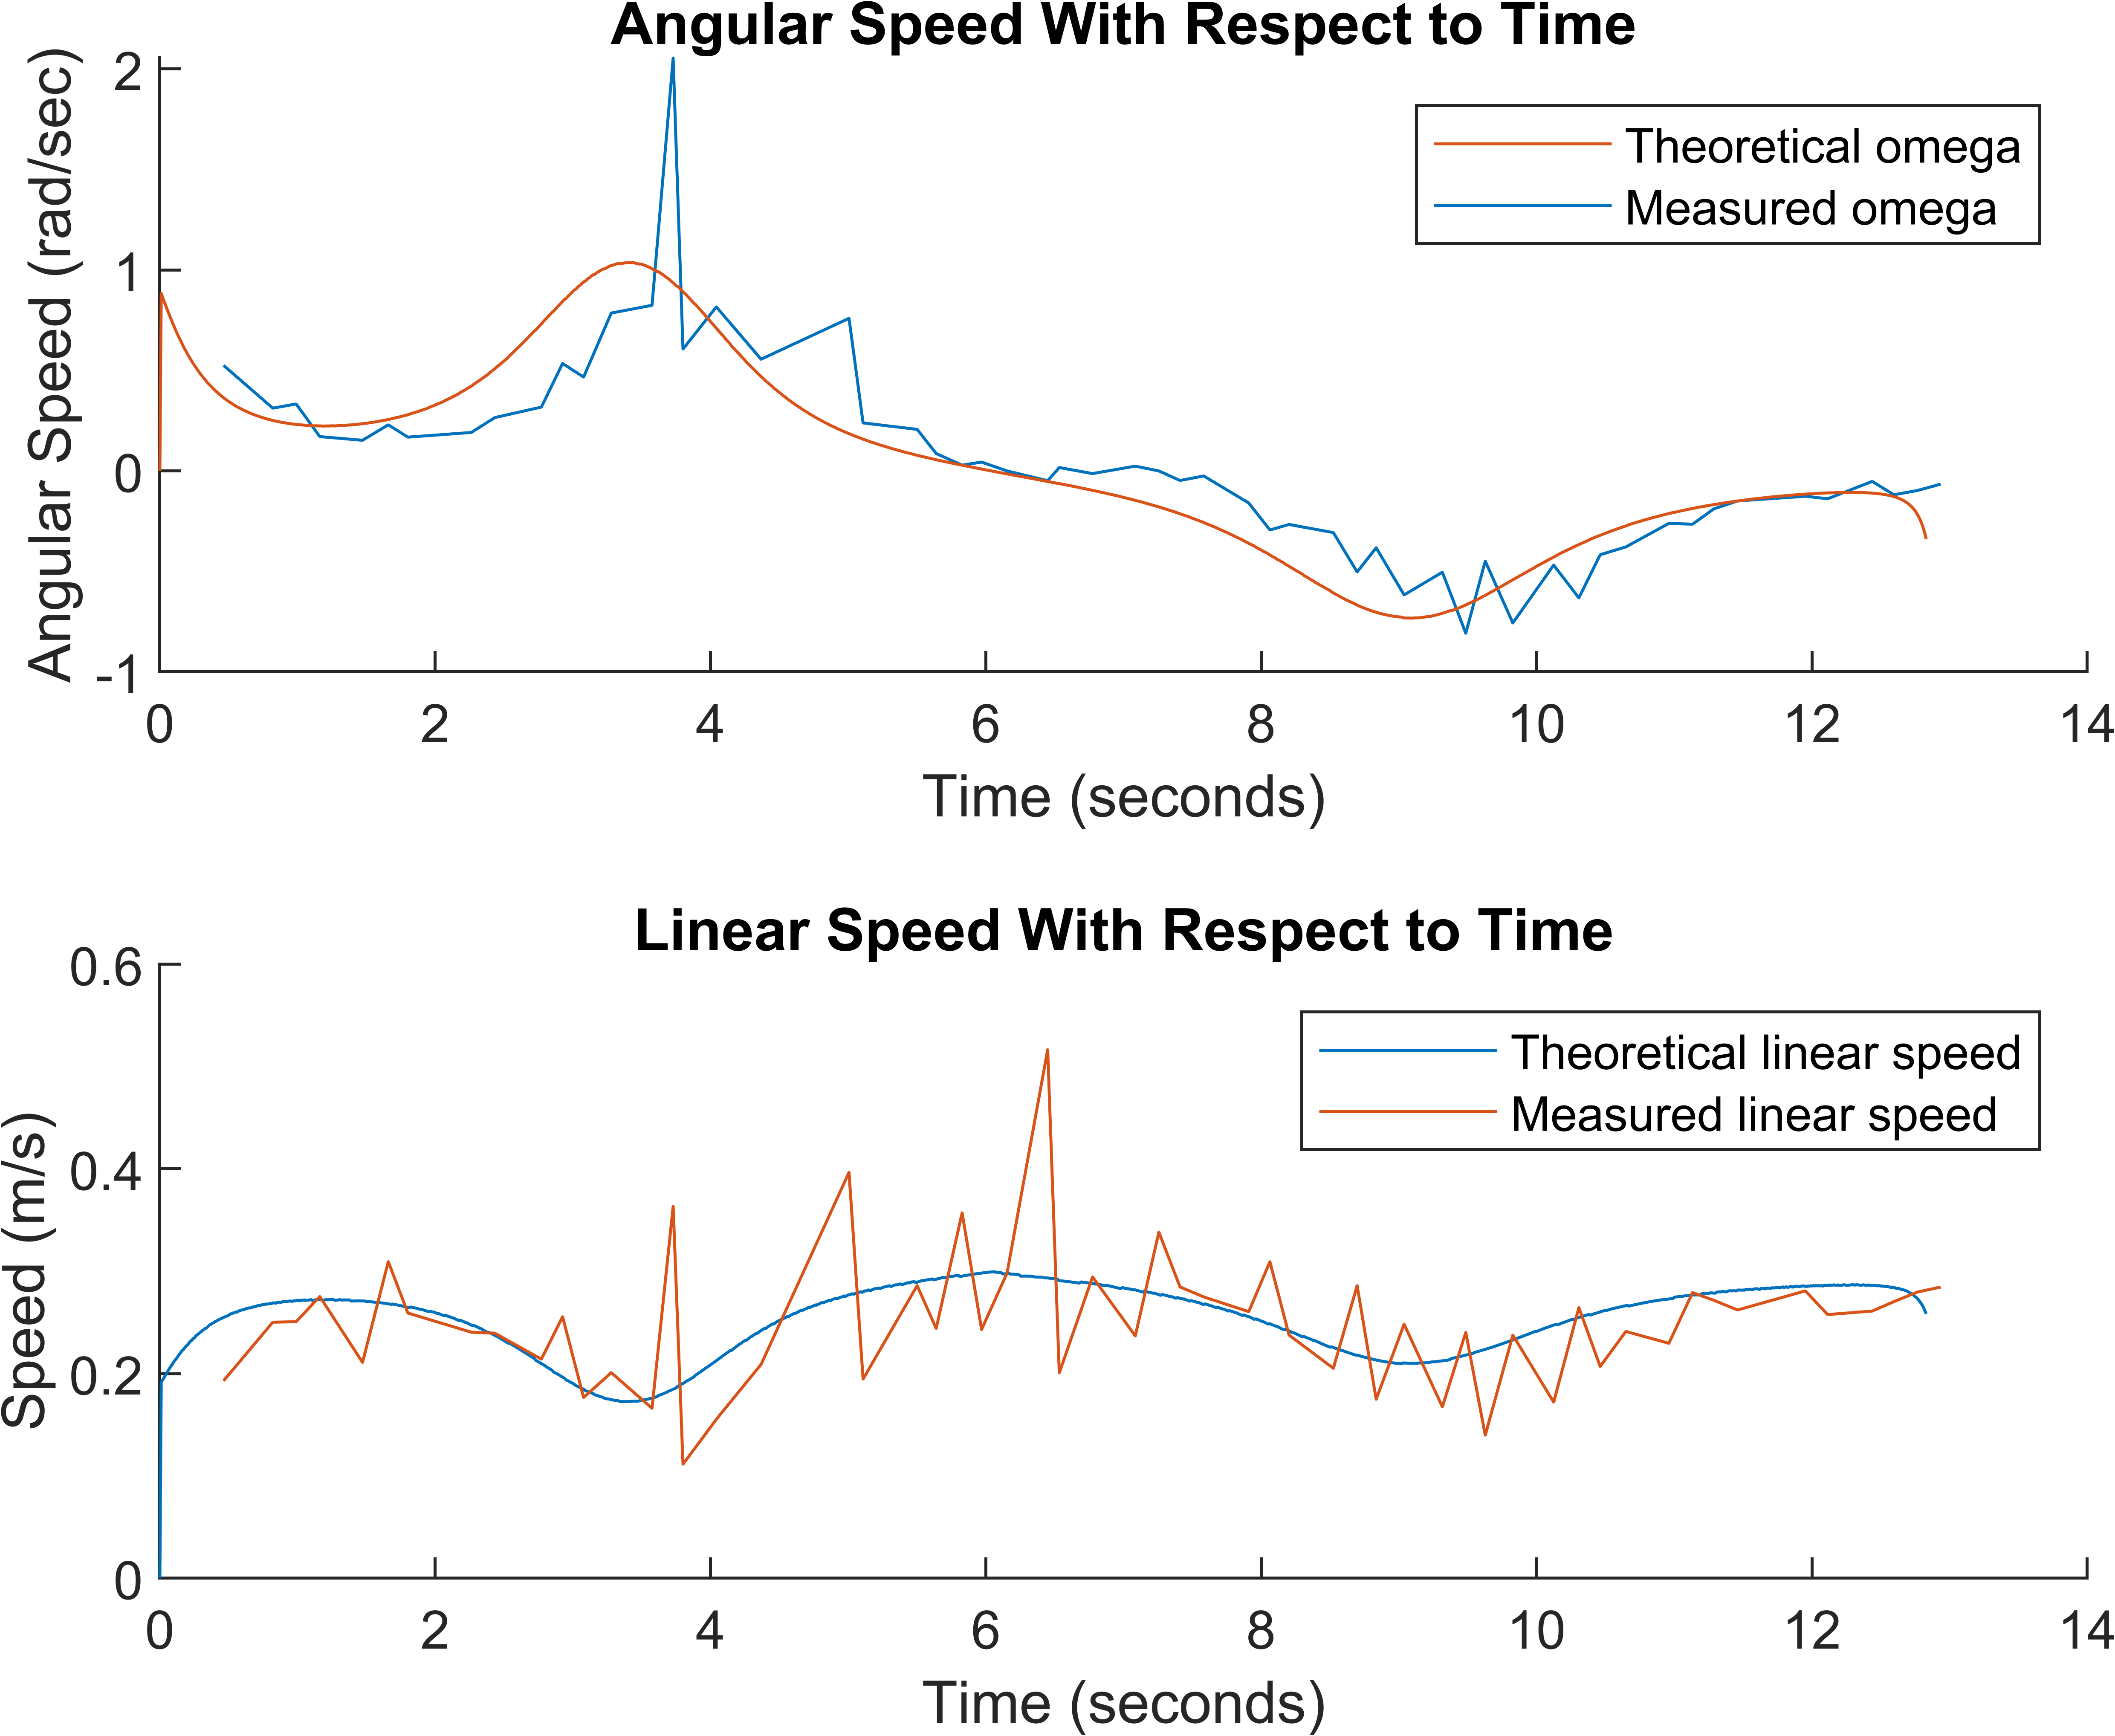 Angular Speed With Respect to Time
Angular Speed (rad/sec)
2
1
0
-1
Theoretical omega
Measured omega
0 2 4 6 8 10 12 14
Time (seconds)
Linear Speed With Respect to Time
Speed (m/s)
0.6
0.4
0.2
0
Theoretical linear speed
Measured linear speed
0 2 4 6 8 10 12 14
Time (seconds)